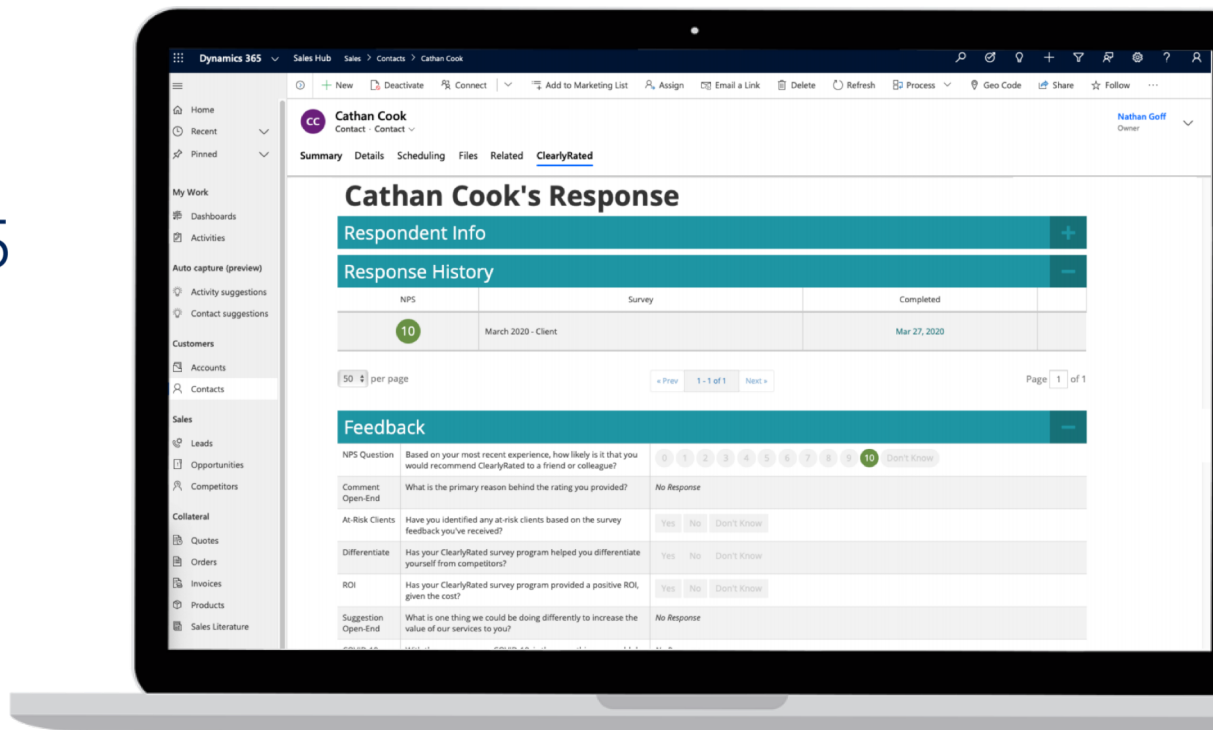 5
Dynamics 365
Sales Hub Sales > Contacts > Cathan Cook
?
New Deactivate Connect Add to Marketing List Assign Email a Link Delete Refresh Process Geo Code Share Follow ...
Home
Recent
Pinned
My Work
Dashboards
Activities
Auto capture (preview)
Activity suggestions
Contact suggestions
Customers
Accounts
Contacts
Sales
Leads
Opportunities
Competitors
Collateral
Quotes
Orders
Invoices
Products
Sales Literature
CC
Cathan Cook
Contact · Contact
Nathan Goff
Owner
Summary Details Scheduling Files Related ClearlyRated
Cathan Cook's Response
Respondent Info +
Response History −
NPS Survey Completed
10 March 2020 - Client Mar 27, 2020
50 per page « Prev 1 - 1 of 1 Next » Page 1 of 1
Feedback −
NPS Question Based on your most recent experience, how likely is it that you
would recommend ClearlyRated to a friend or colleague?
0 1 2 3 4 5 6 7 8 9 10 Don't Know
Comment
Open-End
What is the primary reason behind the rating you provided? No Response
At-Risk Clients Have you identified any at-risk clients based on the survey
feedback you've received?
Yes No Don't Know
Differentiate Has your ClearlyRated survey program helped you differentiate
yourself from competitors?
Yes No Don't Know
ROI Has your ClearlyRated survey program provided a positive ROI,
given the cost?
Yes No Don't Know
Suggestion
Open-End
What is one thing we could be doing differently to increase the
value of our services to you?
No Response